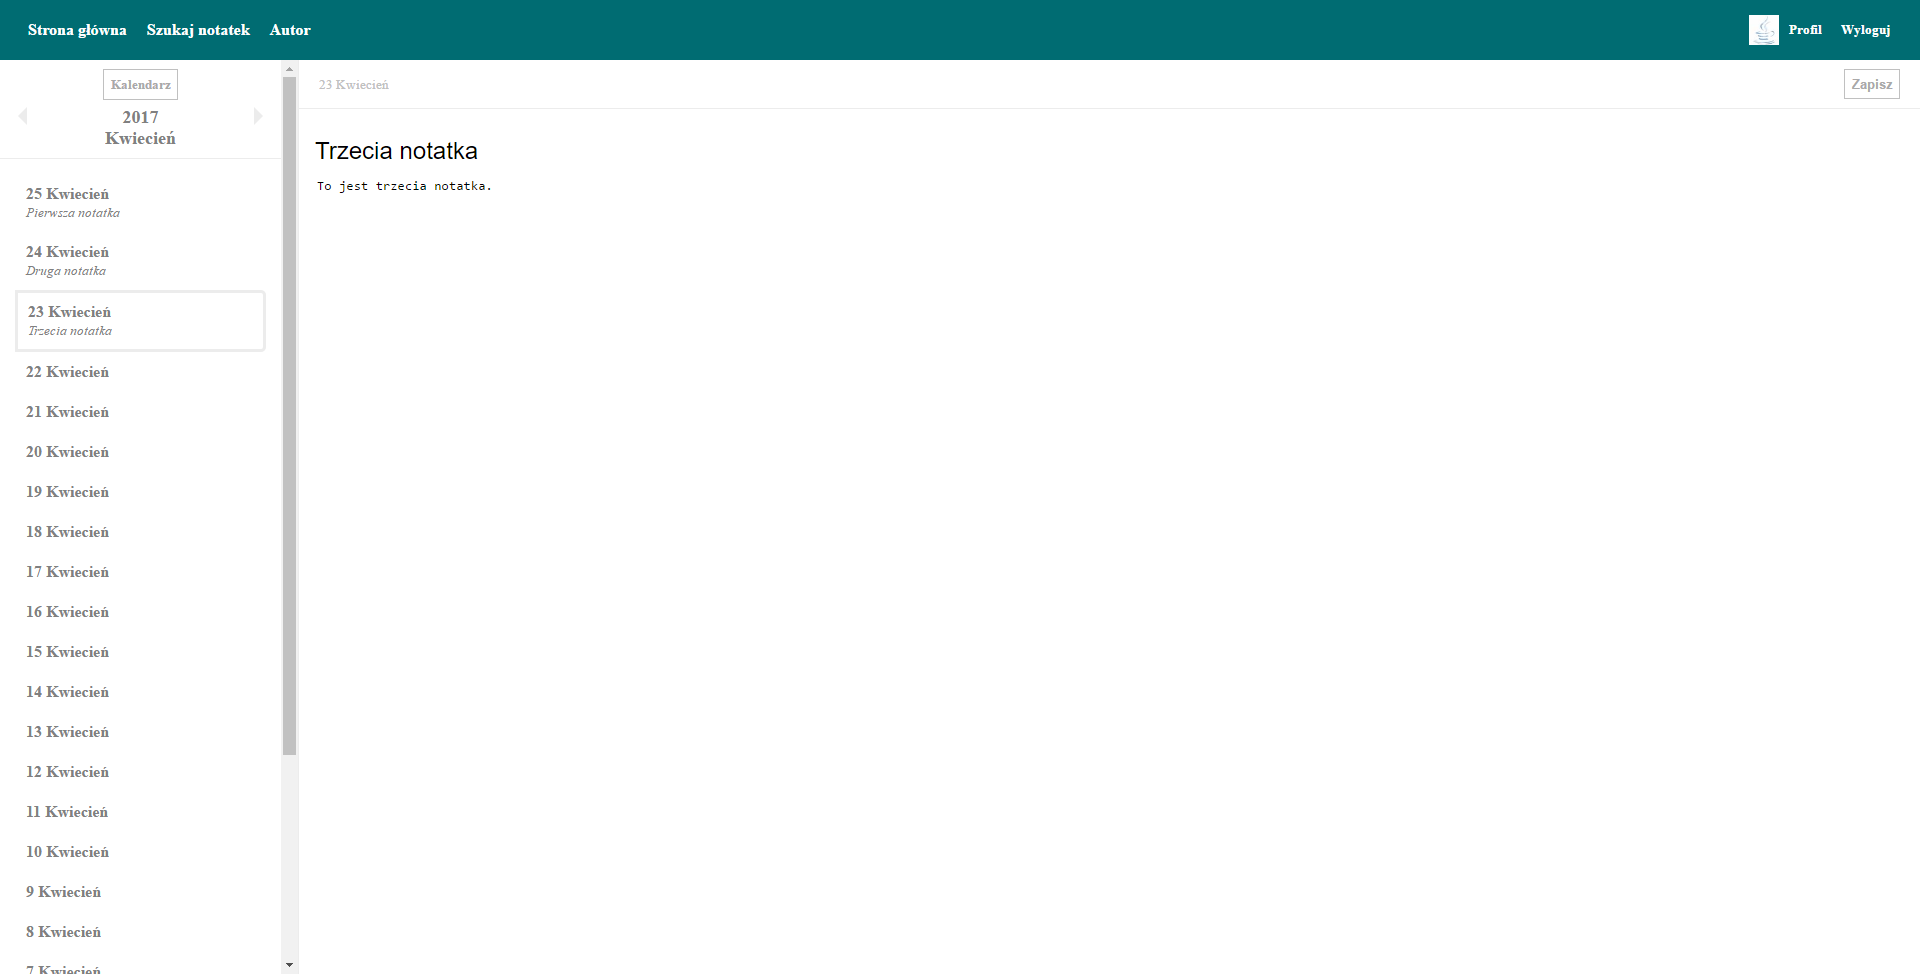 Strona główna
Szukaj notatek
Autor
Profil
Wyloguj
Kalendarz
2017
Kwiecień
25 Kwiecień
Pierwsza notatka
24 Kwiecień
Druga notatka
23 Kwiecień
Trzecia notatka
22 Kwiecień
21 Kwiecień
20 Kwiecień
19 Kwiecień
18 Kwiecień
17 Kwiecień
16 Kwiecień
15 Kwiecień
14 Kwiecień
13 Kwiecień
12 Kwiecień
11 Kwiecień
10 Kwiecień
9 Kwiecień
8 Kwiecień
7 Kwiecień
23 Kwiecień
Zapisz
Trzecia notatka
To jest trzecia notatka.